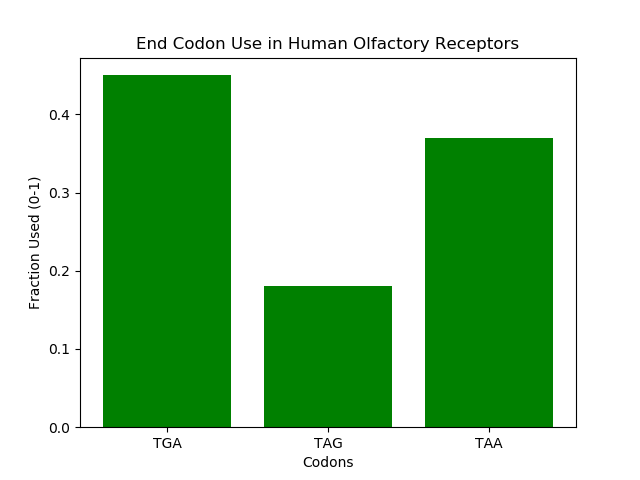 End Codon Use in Human Olfactory Receptors
Fraction Used (0-1)
0.4
0.3
0.2
0.1
0.0
TGA TAG TAA
Codons